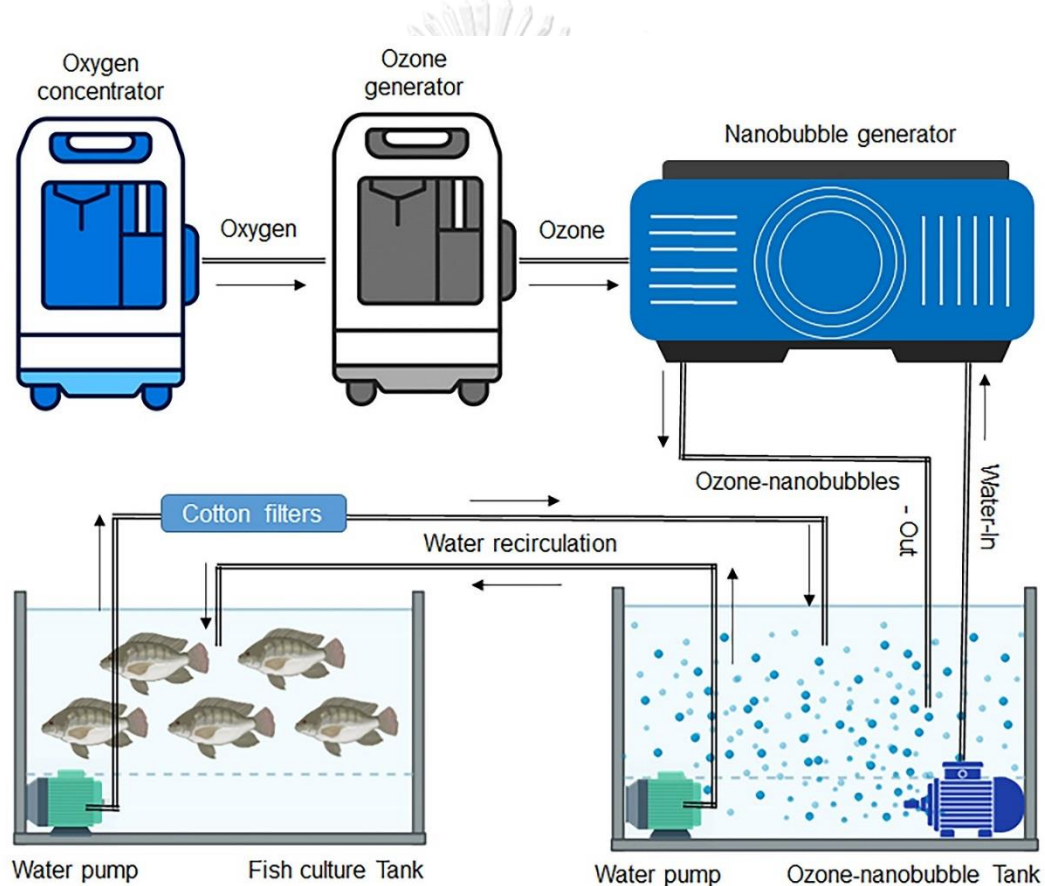 Oxygen
concentrator
Ozone
generator
Nanobubble generator
Oxygen
Ozone
Ozone-nanobubbles
- Out
Water-In
Cotton filters
Water recirculation
Water pump
Fish culture Tank
Water pump
Ozone-nanobubble Tank